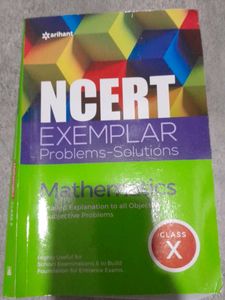 arihant
NCERT
EXEMPLAR
Problems-Solutions
Mathematics
Explanation to all Objective
Subjective Problems
CLASS
X
Highly Useful for
School Examinations & to Build
Foundation for Entrance Exams